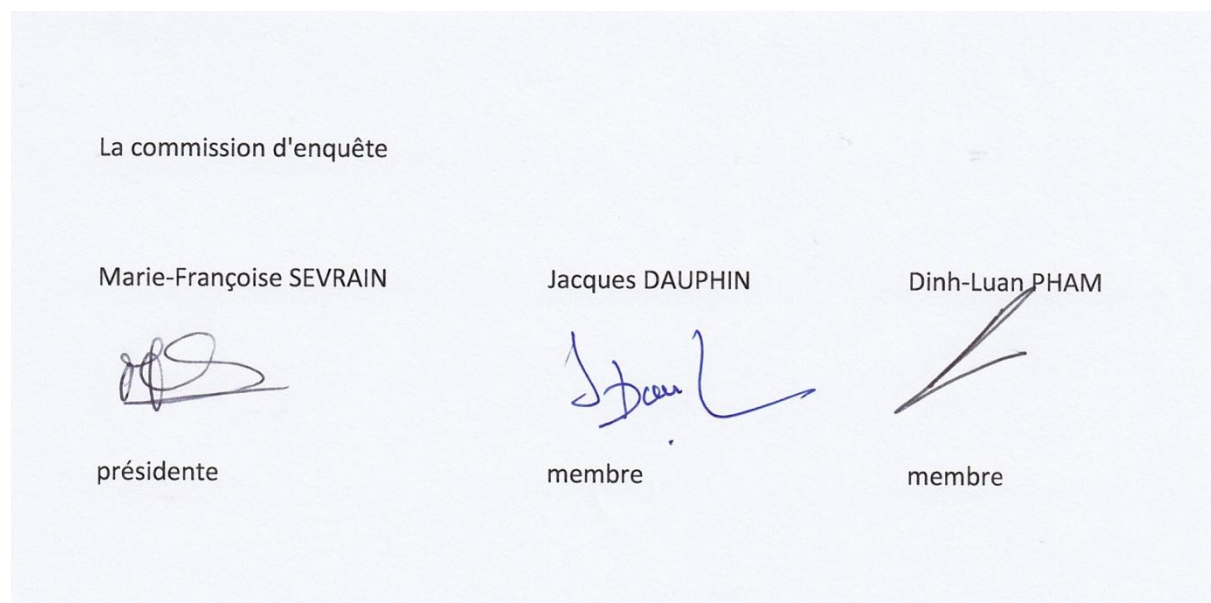 La commission d'enquête
Marie-Françoise SEVRAIN Jacques DAUPHIN Dinh-Luan PHAM
présidente membre membre